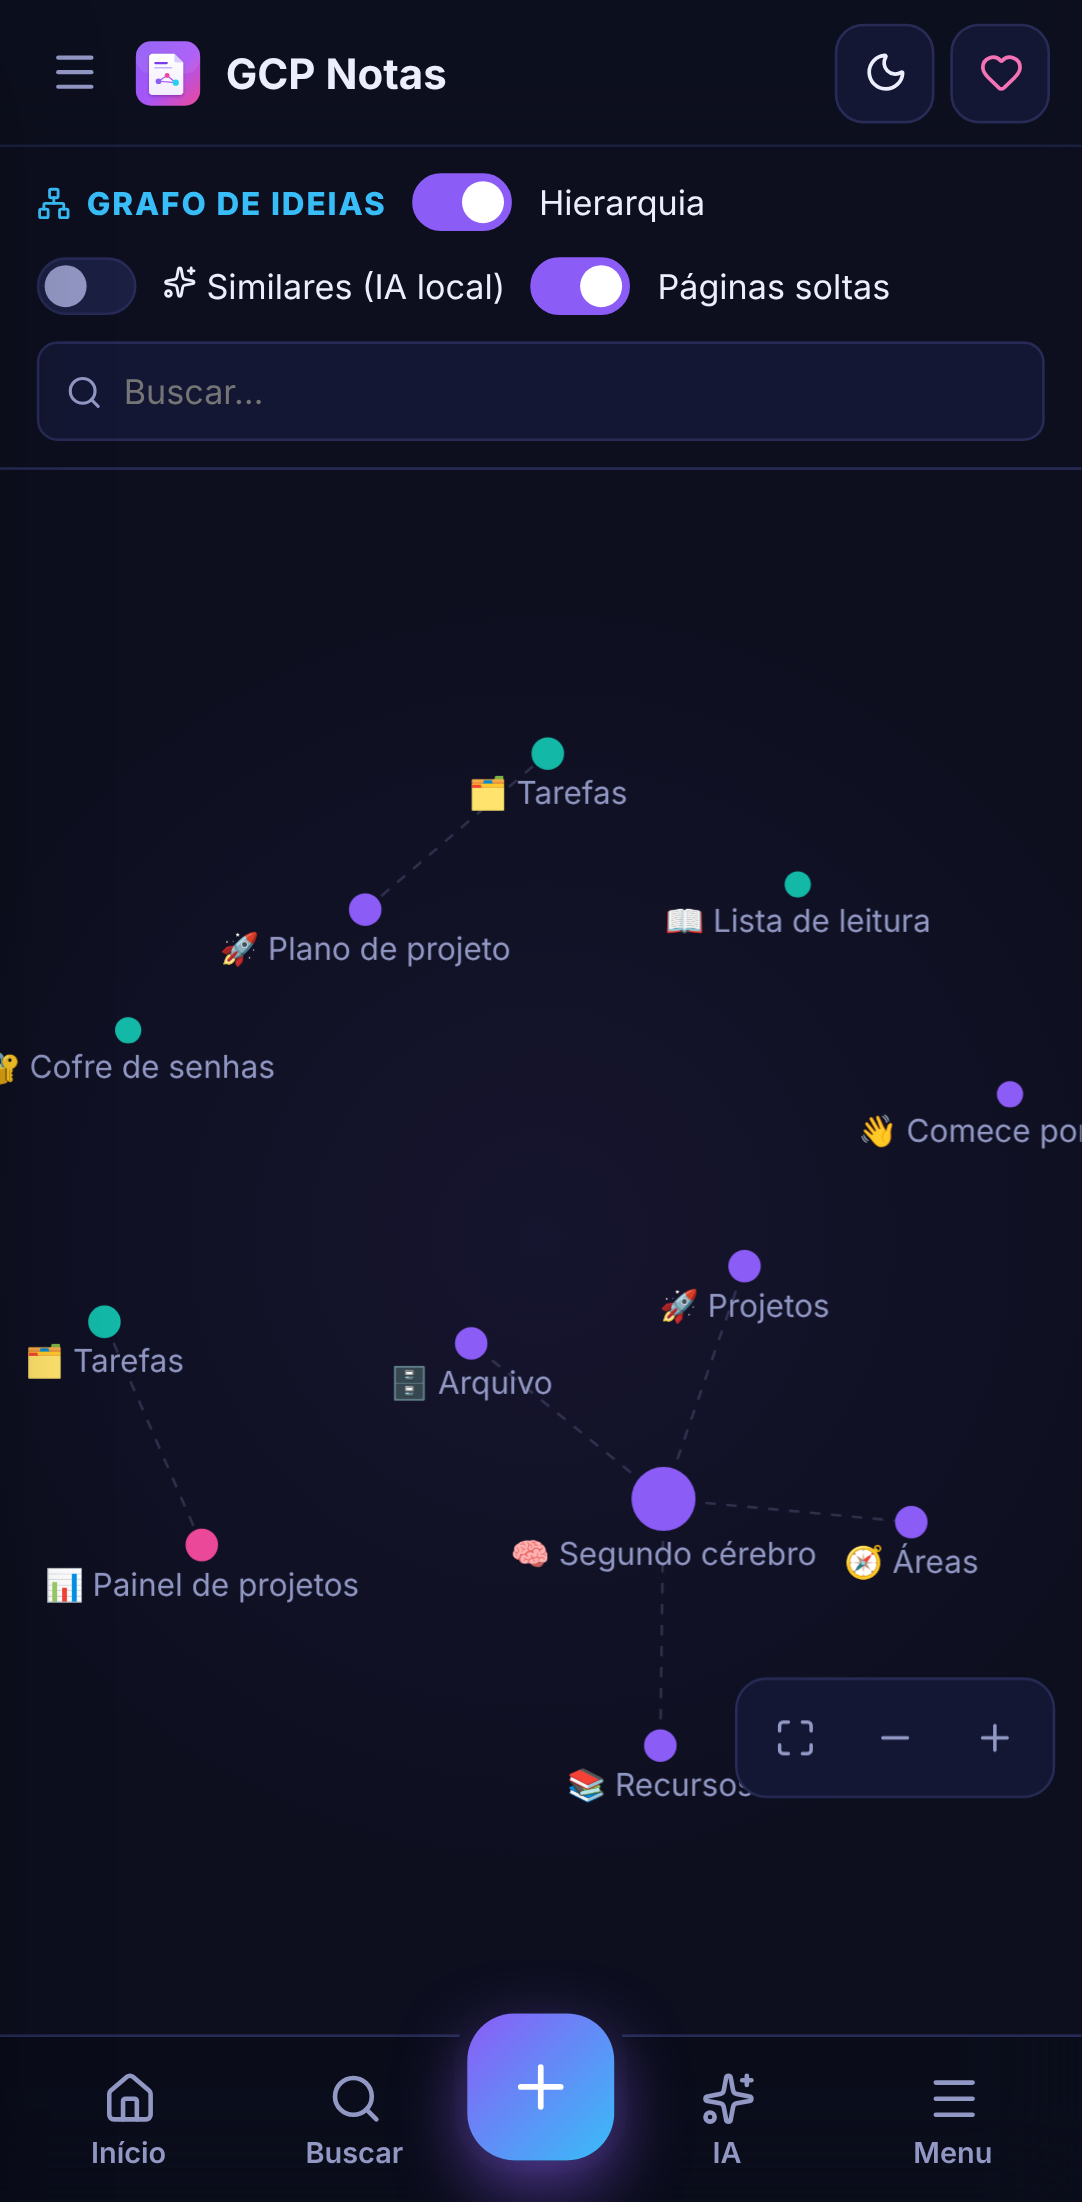 GCP Notas
GRAFO DE IDEIAS
Hierarquia
Similares (IA local)
Páginas soltas
Buscar...
Tarefas
Lista de leitura
Plano de projeto
Cofre de senhas
Comece por
Projetos
Tarefas
Arquivo
Segundo cérebro
Áreas
Painel de projetos
Recursos
Início
Buscar
IA
Menu